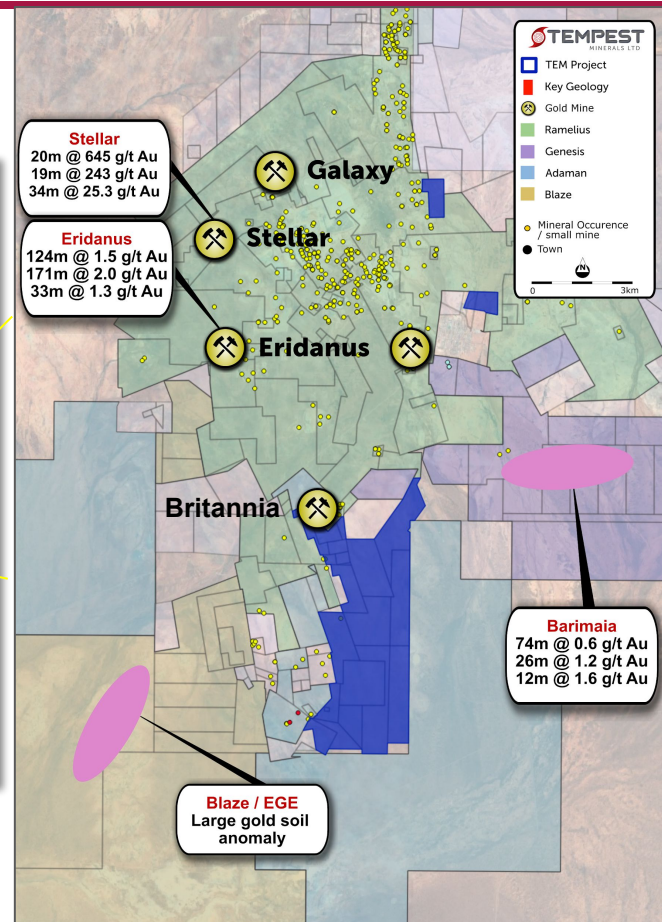 TEMPEST
MINERALS LTD
TEM Project
Key Geology
Gold Mine
Ramelius
Genesis
Adaman
Blaze
Mineral Occurence
/ small mine
Town
N
0 3km
Stellar
20m @ 645 g/t Au
19m @ 243 g/t Au
34m @ 25.3 g/t Au
Galaxy
Stellar
Eridanus
124m @ 1.5 g/t Au
171m @ 2.0 g/t Au
33m @ 1.3 g/t Au
Eridanus
Britannia
Barimaia
74m @ 0.6 g/t Au
26m @ 1.2 g/t Au
12m @ 1.6 g/t Au
Blaze / EGE
Large gold soil
anomaly